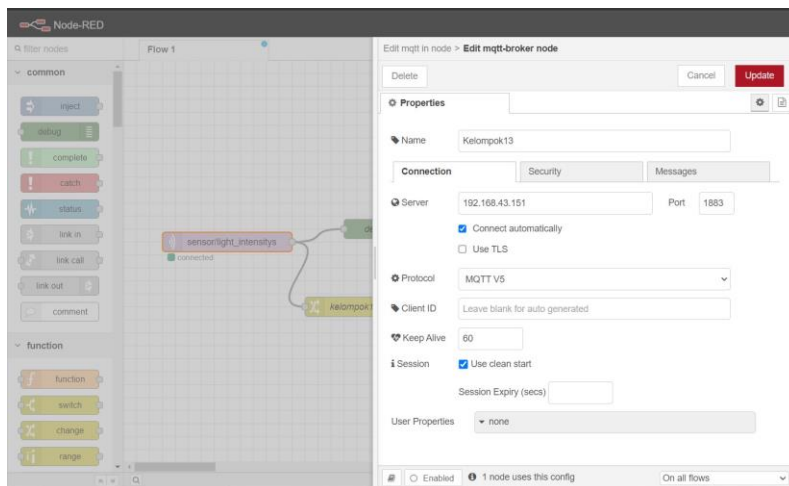 Node-RED
filter nodes
Flow 1
Edit mqtt in node > Edit mqtt-broker node
common
Delete
Cancel
Update
Properties
inject
debug
complete
catch
status
link in
link call
link out
comment
function
function
switch
change
range
sensor/light_intensitys
connected
Name
Kelompok13
Connection
Security
Messages
Server
192.168.43.151
Port
1883
Connect automatically
Use TLS
Protocol
MQTT V5
Client ID
Leave blank for auto generated
Keep Alive
60
Session
Use clean start
Session Expiry (secs)
User Properties
none
Enabled
1 node uses this config
On all flows